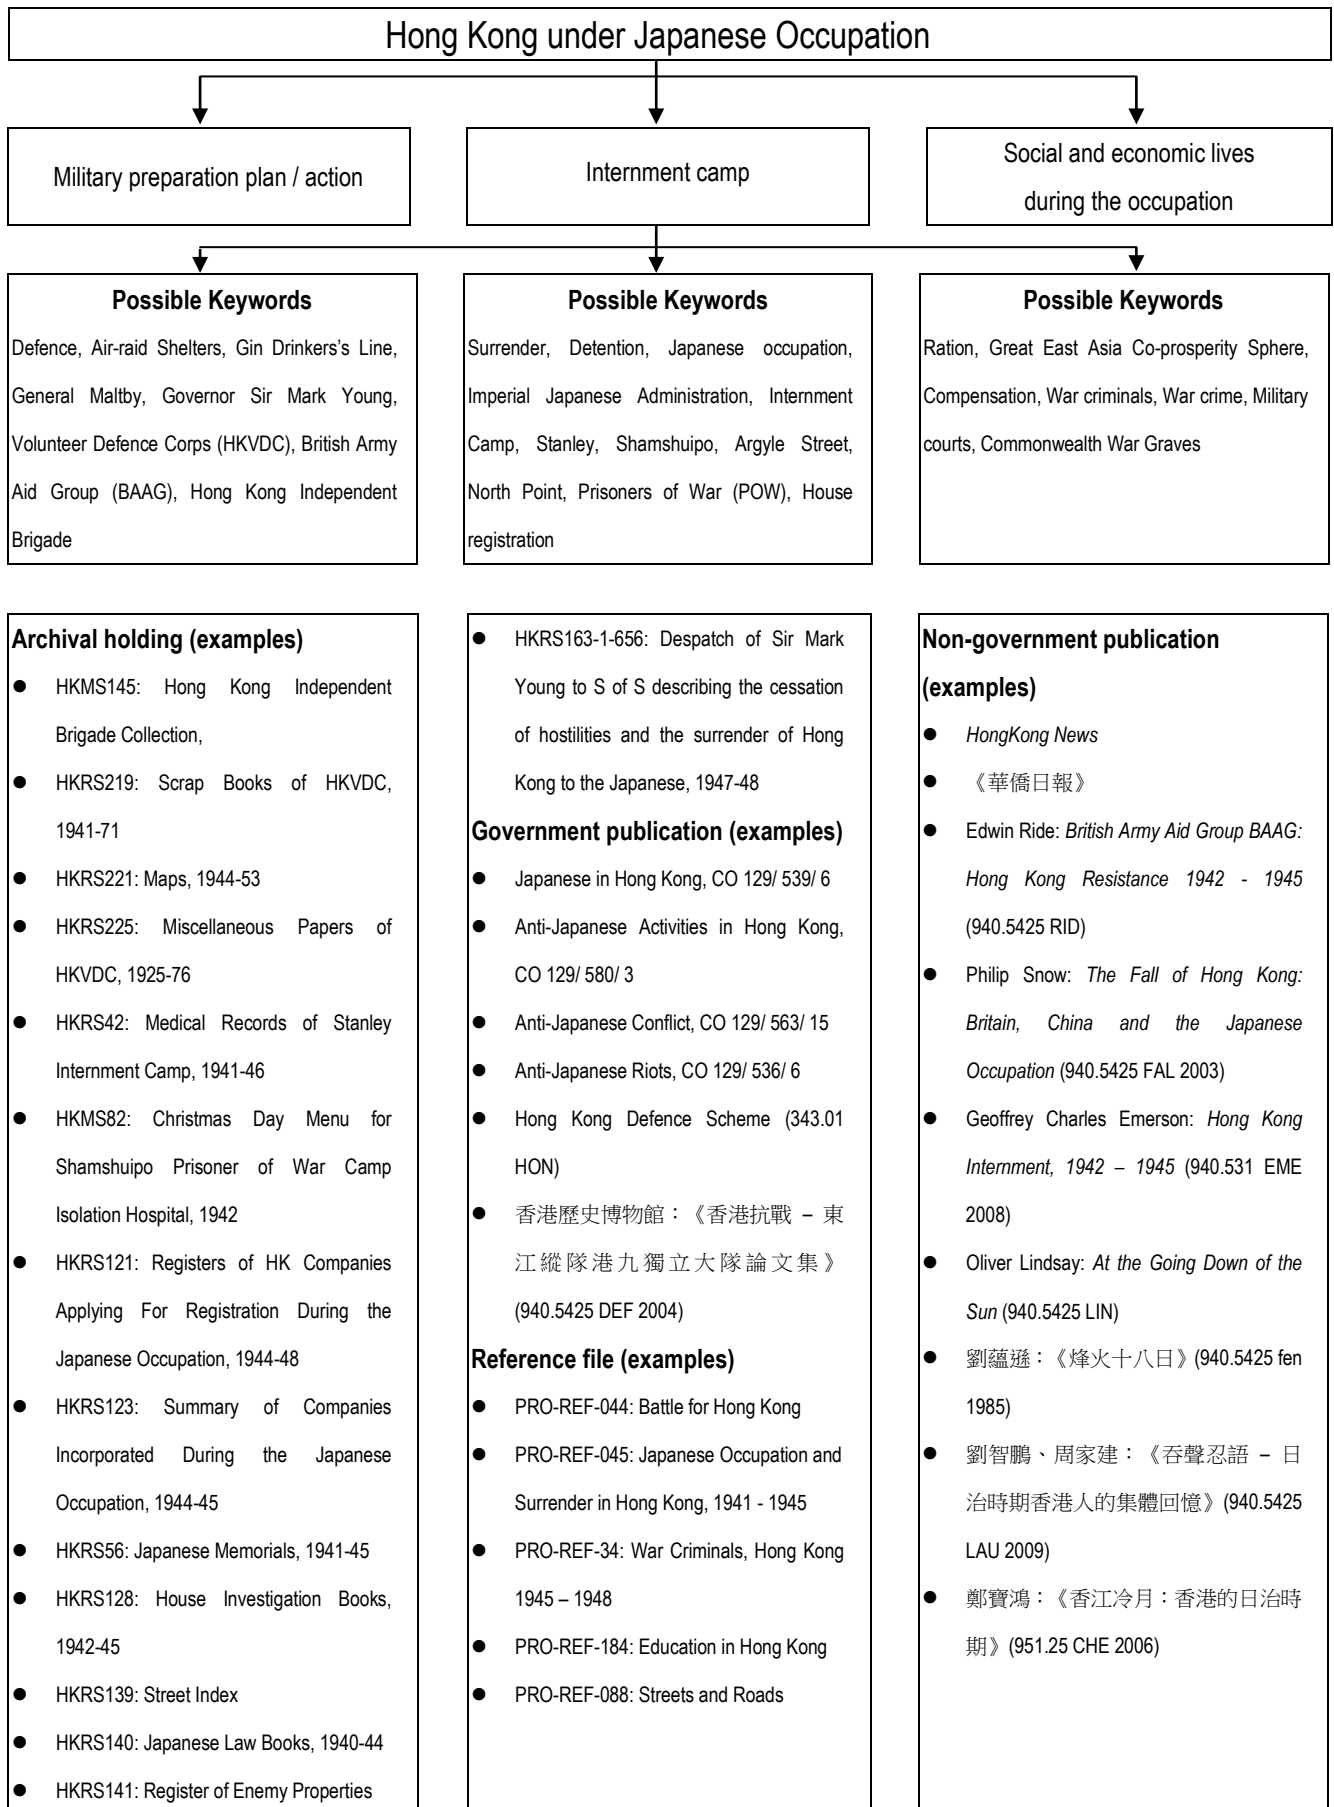 Hong Kong under Japanese Occupation
Military preparation plan / action
Internment camp
Social and economic lives
during the occupation
Possible Keywords
Defence, Air-raid Shelters, Gin Drinkers's Line,
General Maltby, Governor Sir Mark Young,
Volunteer Defence Corps (HKVDC), British Army
Aid Group (BAAG), Hong Kong Independent
Brigade
Possible Keywords
Surrender, Detention, Japanese occupation,
Imperial Japanese Administration, Internment
Camp, Stanley, Shamshuipo, Argyle Street,
North Point, Prisoners of War (POW), House
registration
Possible Keywords
Ration, Great East Asia Co-prosperity Sphere,
Compensation, War criminals, War crime, Military
courts, Commonwealth War Graves
Archival holding (examples)
● HKMS145: Hong Kong Independent
Brigade Collection,
● HKRS219: Scrap Books of HKVDC,
1941-71
● HKRS221: Maps, 1944-53
● HKRS225: Miscellaneous Papers of
HKVDC, 1925-76
● HKRS42: Medical Records of Stanley
Internment Camp, 1941-46
● HKMS82: Christmas Day Menu for
Shamshuipo Prisoner of War Camp
Isolation Hospital, 1942
● HKRS121: Registers of HK Companies
Applying For Registration During the
Japanese Occupation, 1944-48
● HKRS123: Summary of Companies
Incorporated During the Japanese
Occupation, 1944-45
● HKRS56: Japanese Memorials, 1941-45
● HKRS128: House Investigation Books,
1942-45
● HKRS139: Street Index
● HKRS140: Japanese Law Books, 1940-44
● HKRS141: Register of Enemy Properties
● HKRS163-1-656: Despatch of Sir Mark
Young to S of S describing the cessation
of hostilities and the surrender of Hong
Kong to the Japanese, 1947-48
Government publication (examples)
● Japanese in Hong Kong, CO 129/ 539/ 6
● Anti-Japanese Activities in Hong Kong,
CO 129/ 580/ 3
● Anti-Japanese Conflict, CO 129/ 563/ 15
● Anti-Japanese Riots, CO 129/ 536/ 6
● Hong Kong Defence Scheme (343.01
HON)
● 香港歷史博物館：《香港抗戰 – 東
江縱隊港九獨立大隊論文集》
(940.5425 DEF 2004)
Reference file (examples)
● PRO-REF-044: Battle for Hong Kong
● PRO-REF-045: Japanese Occupation and
Surrender in Hong Kong, 1941 - 1945
● PRO-REF-34: War Criminals, Hong Kong
1945 – 1948
● PRO-REF-184: Education in Hong Kong
● PRO-REF-088: Streets and Roads
Non-government publication
(examples)
● HongKong News
● 《華僑日報》
● Edwin Ride: British Army Aid Group BAAG:
Hong Kong Resistance 1942 - 1945
(940.5425 RID)
● Philip Snow: The Fall of Hong Kong:
Britain, China and the Japanese
Occupation (940.5425 FAL 2003)
● Geoffrey Charles Emerson: Hong Kong
Internment, 1942 – 1945 (940.531 EME
2008)
● Oliver Lindsay: At the Going Down of the
Sun (940.5425 LIN)
● 劉蘊遜：《烽火十八日》(940.5425 fen
1985)
● 劉智鵬、周家建：《吞聲忍語 – 日
治時期香港人的集體回憶》(940.5425
LAU 2009)
● 鄭寶鴻：《香江冷月：香港的日治時
期》(951.25 CHE 2006)